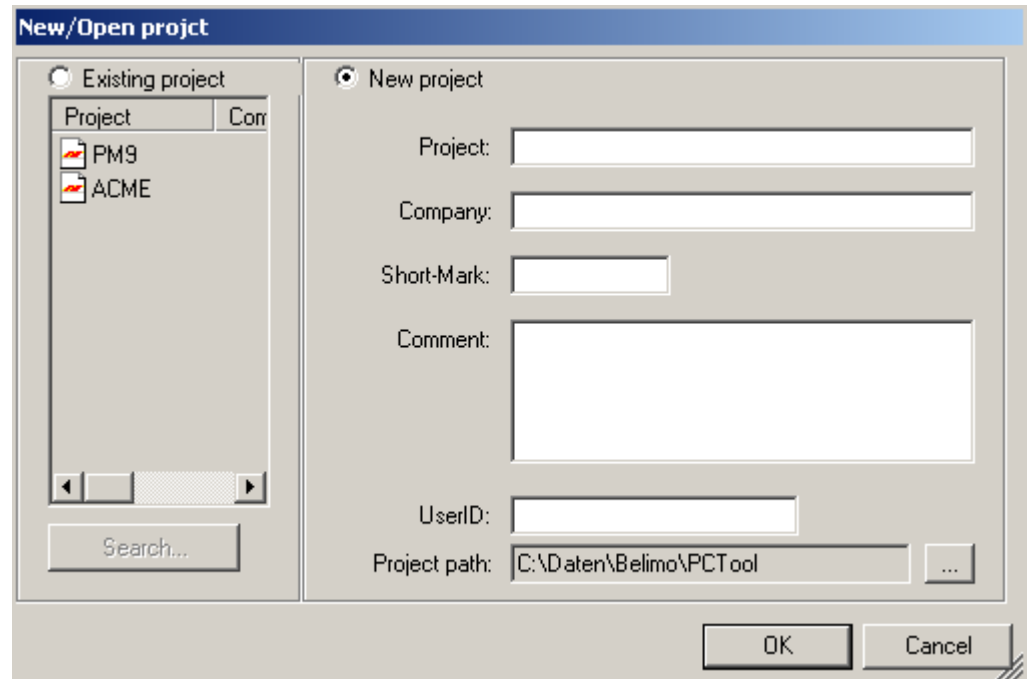 New/Open projct
Existing project
Project Com
PM9
ACME
Search...
New project
Project:
Company:
Short-Mark:
Comment:
UserID:
Project path: C:\Daten\Belimo\PCTool ...
OK Cancel